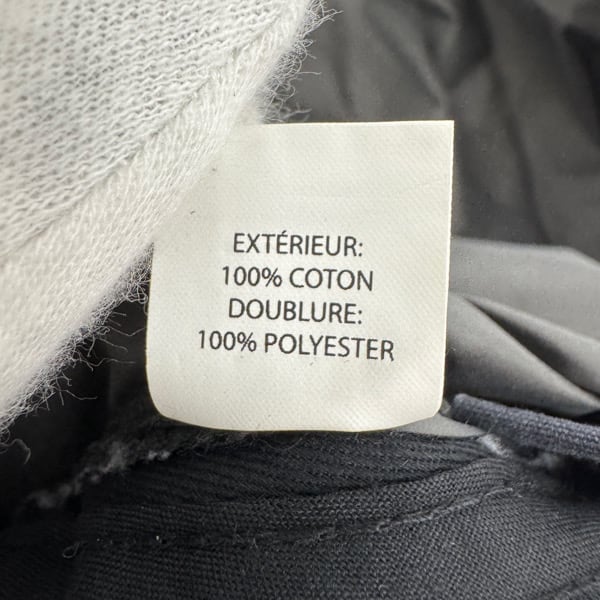 EXTÉRIEUR:
100% COTON
DOUBLURE:
100% POLYESTER